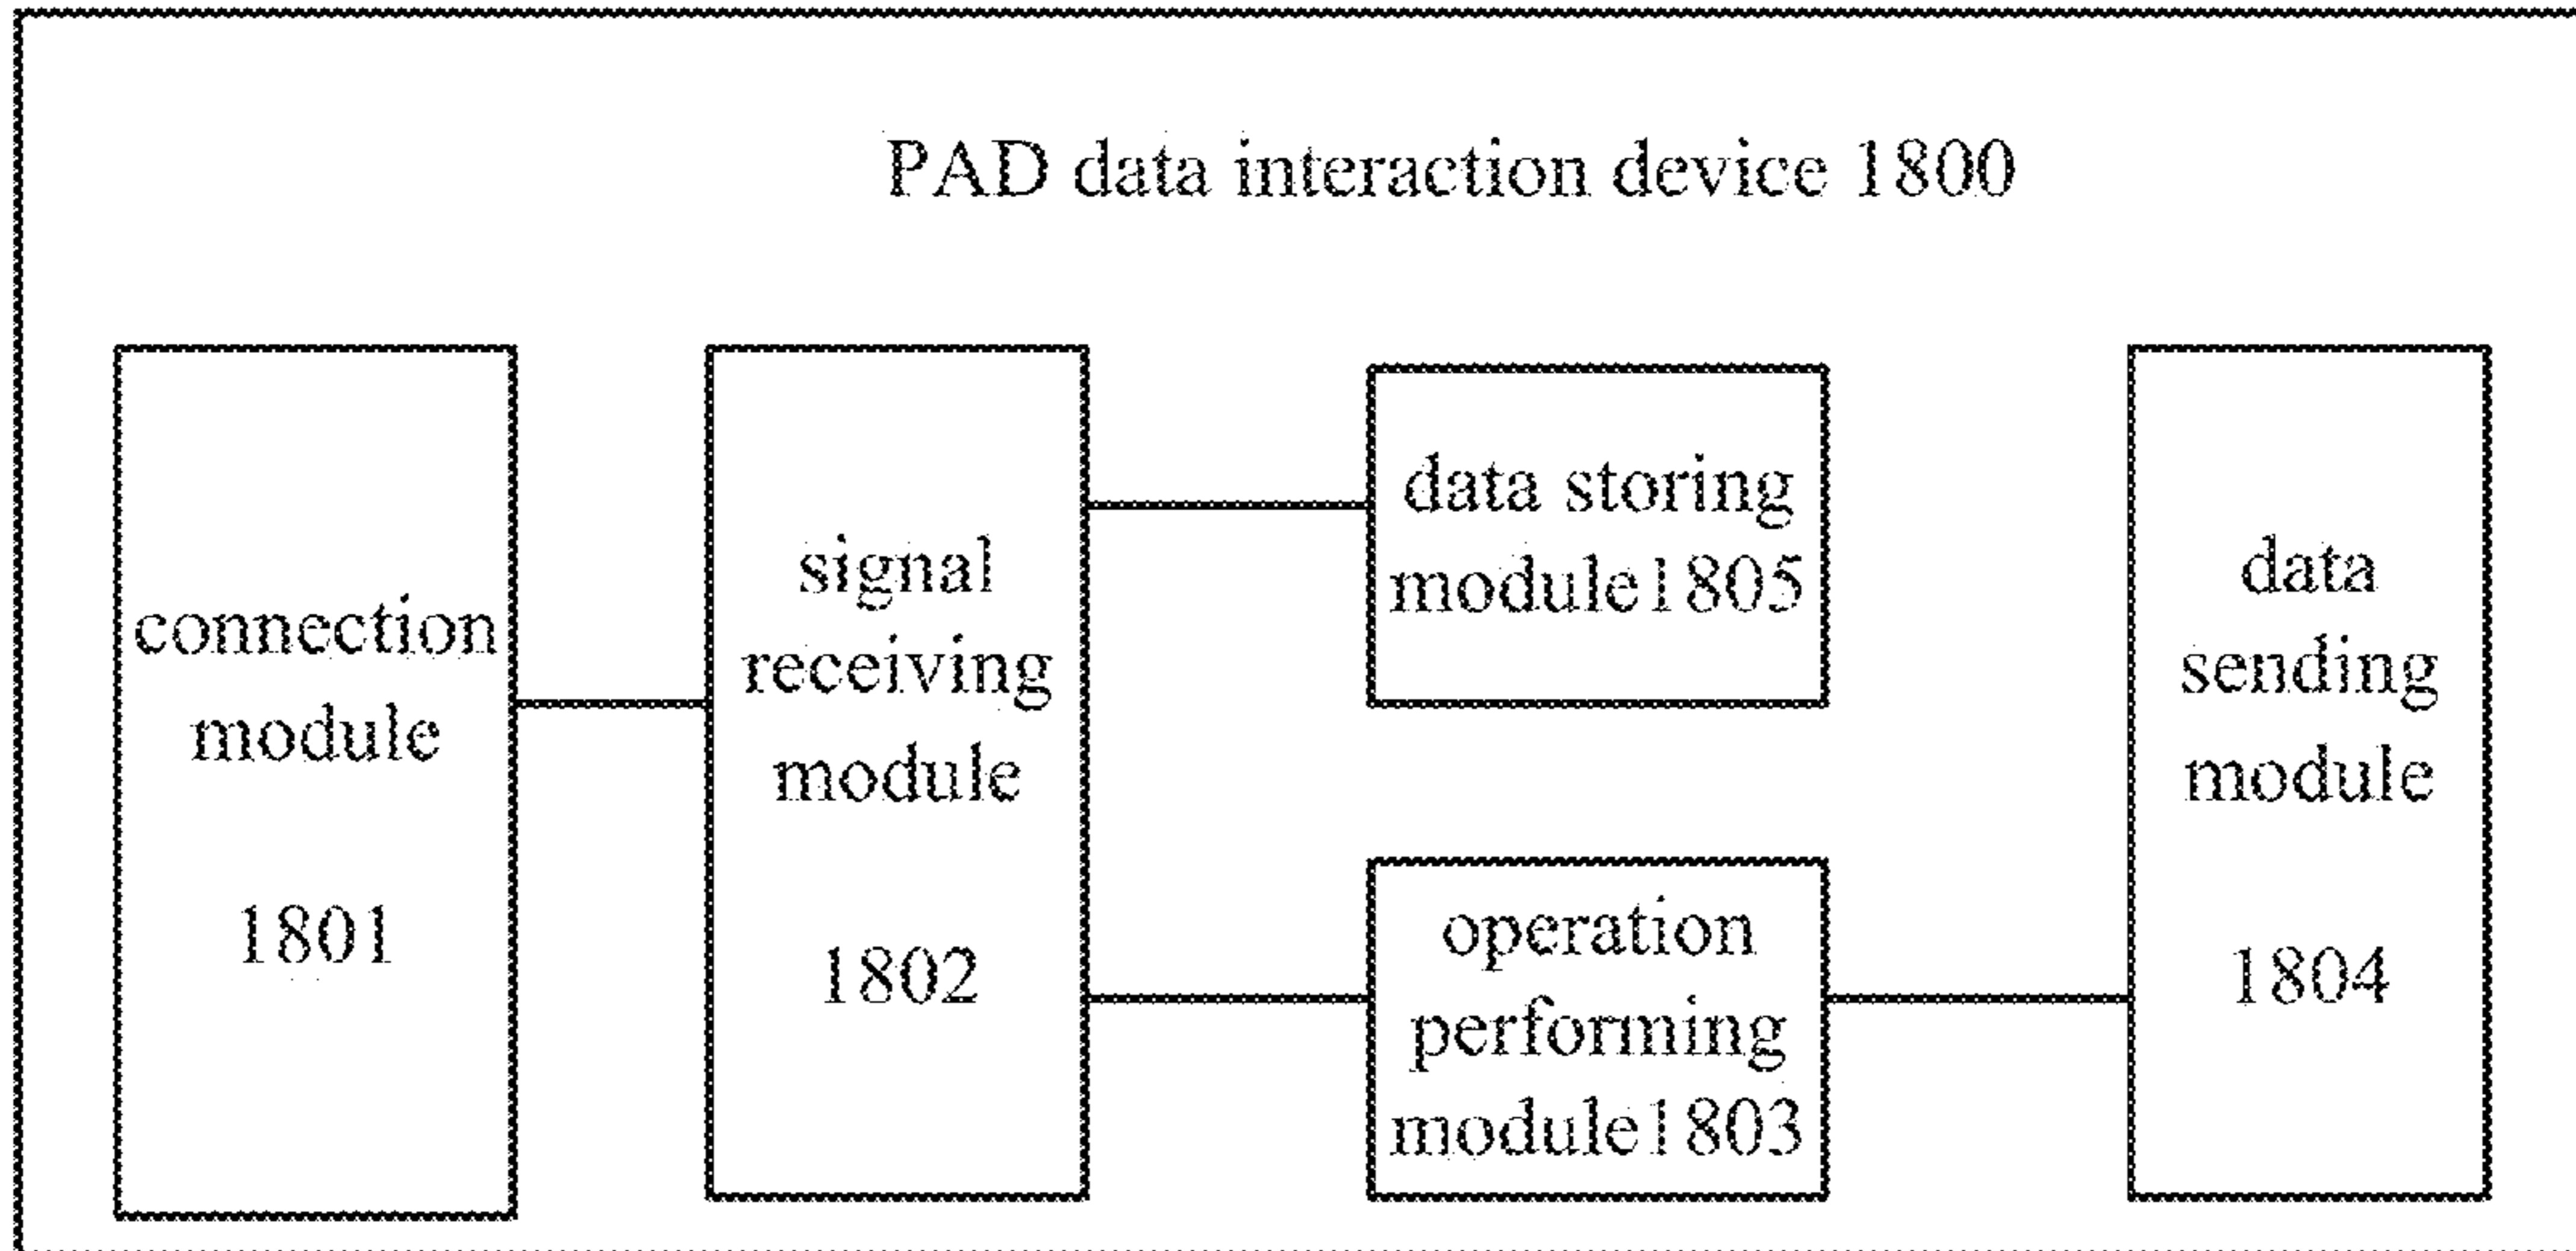 PAD data interaction device 1800
connection
module
1801
signal
receiving
module
1802
data storing
module1805
operation
performing
module1803
data
sending
module
1804